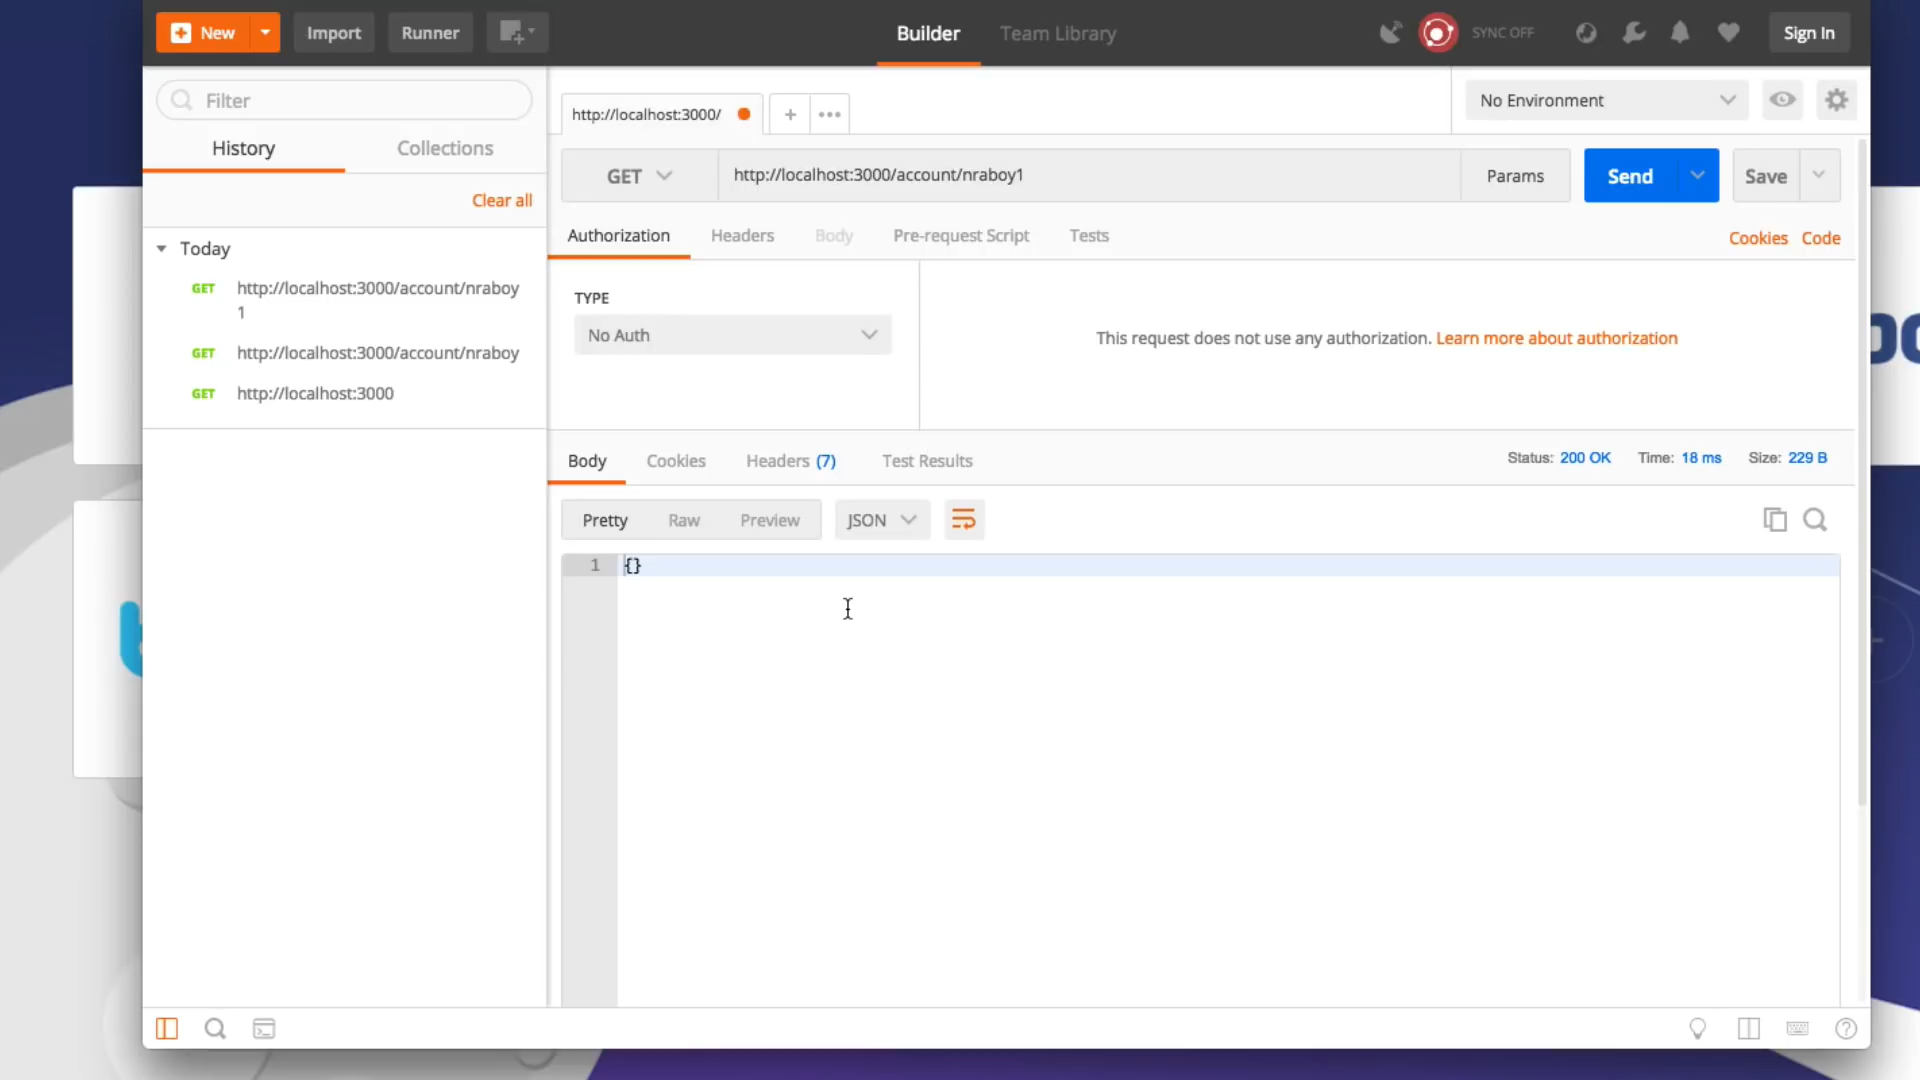 New
Import
Runner
Builder
Team Library
SYNC OFF
Sign In
Filter
History
Collections
Clear all
Today
GET http://localhost:3000/account/nraboy
1
GET http://localhost:3000/account/nraboy
GET http://localhost:3000
http://localhost:3000/
No Environment
GET
http://localhost:3000/account/nraboy1
Params
Send
Save
Authorization
Headers
Body
Pre-request Script
Tests
Cookies
Code
TYPE
No Auth
This request does not use any authorization. Learn more about authorization
Body
Cookies
Headers (7)
Test Results
Status: 200 OK
Time: 18 ms
Size: 229 B
Pretty
Raw
Preview
JSON
1 {}